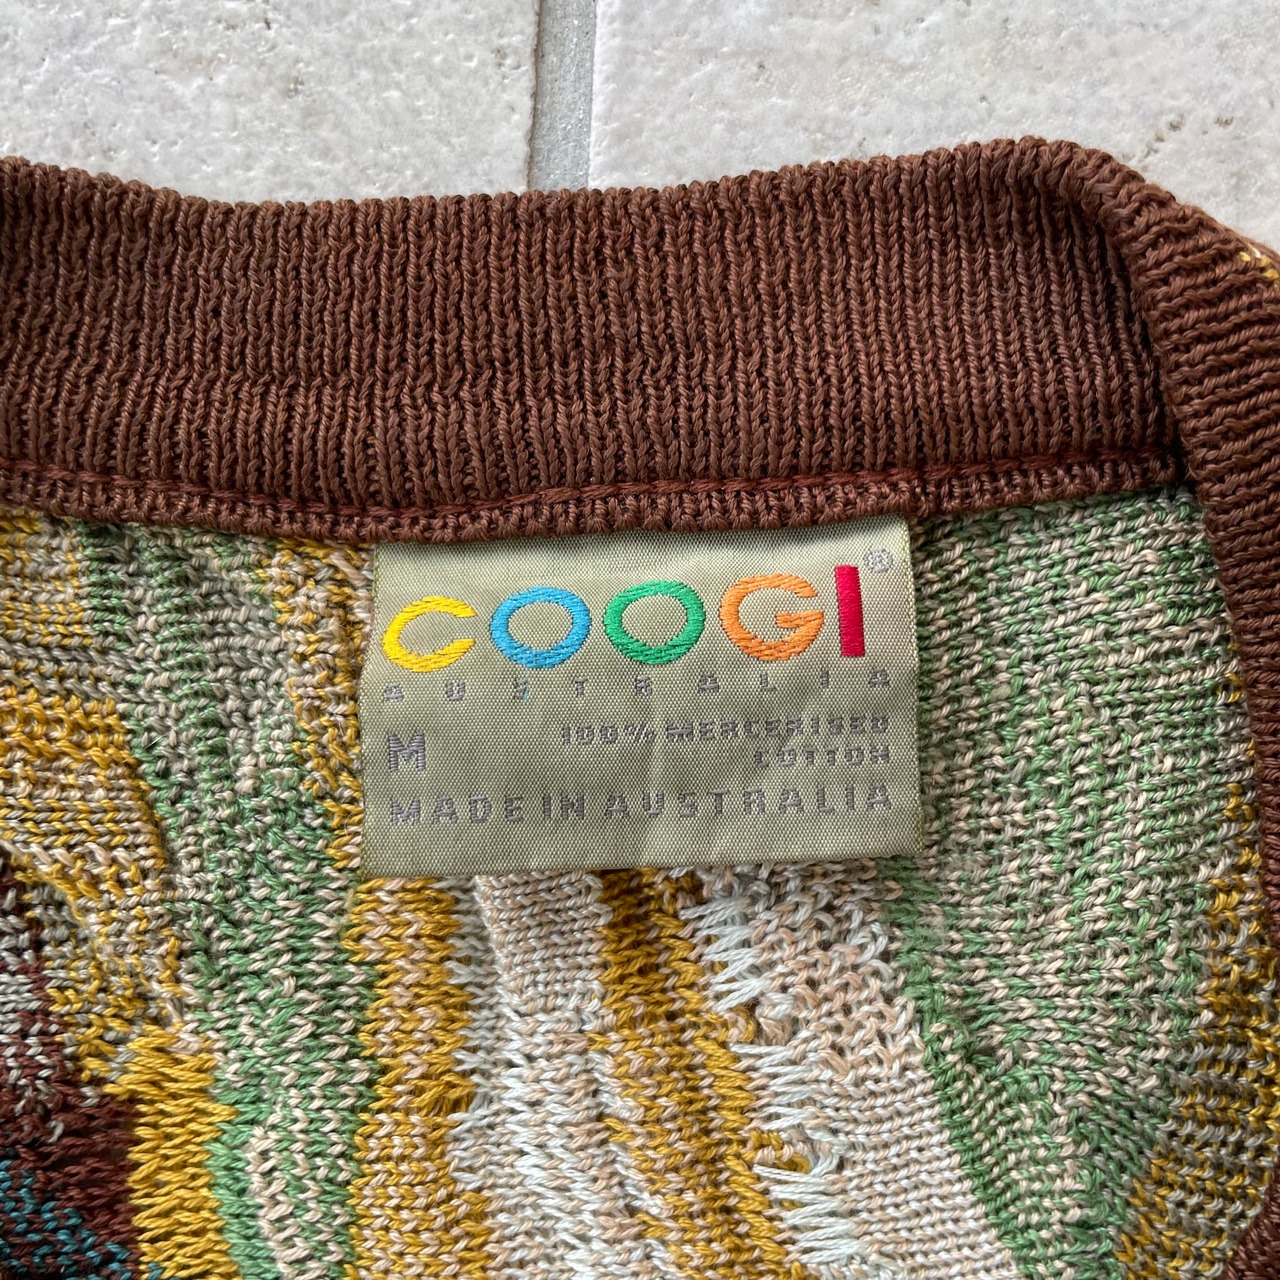 COOGI®
AUSTRALIA
M 100% MERCERISED
COTTON
MADE IN AUSTRALIA